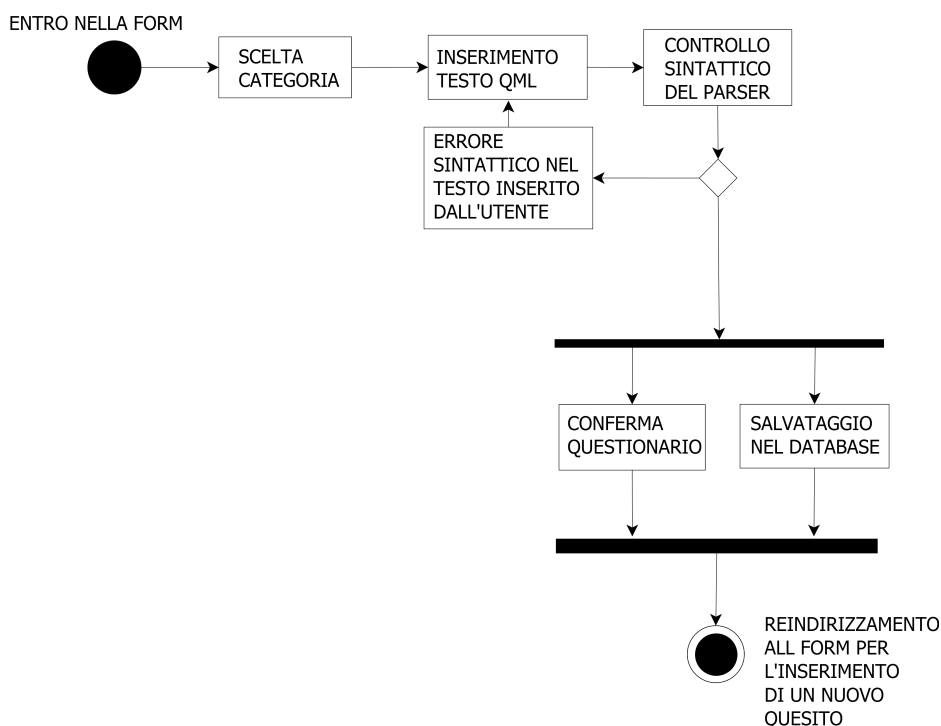 ENTRO NELLA FORM
SCELTA
CATEGORIA
INSERIMENTO
TESTO QML
CONTROLLO
SINTATTICO
DEL PARSER
ERRORE
SINTATTICO NEL
TESTO INSERITO
DALL'UTENTE
CONFERMA
QUESTIONARIO
SALVATAGGIO
NEL DATABASE
REINDIRIZZAMENTO
ALL FORM PER
L'INSERIMENTO
DI UN NUOVO
QUESITO